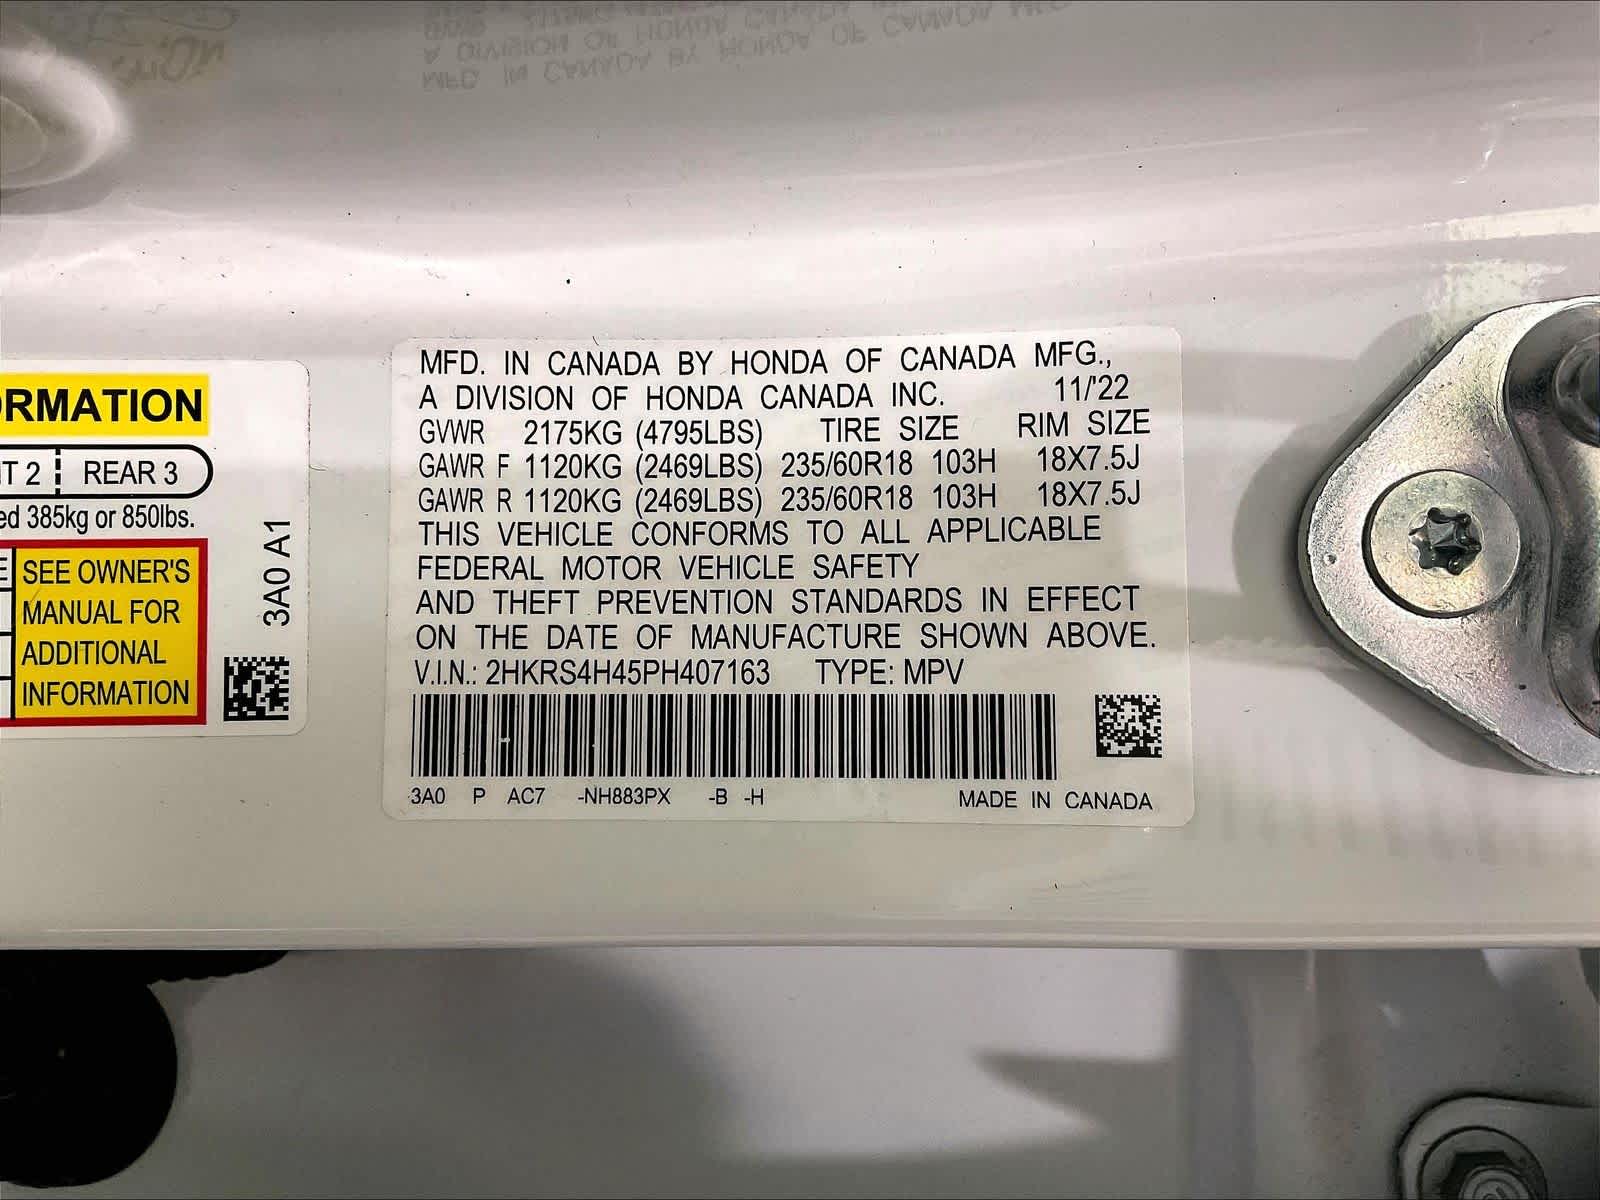 RMATION
T 2 REAR 3
ed 385kg or 850lbs.
E SEE OWNER'S
MANUAL FOR
ADDITIONAL
INFORMATION
3A0 A1
MFD. IN CANADA BY HONDA OF CANADA MFG.,
A DIVISION OF HONDA CANADA INC. 11/'22
GVWR 2175KG (4795LBS) TIRE SIZE RIM SIZE
GAWR F 1120KG (2469LBS) 235/60R18 103H 18X7.5J
GAWR R 1120KG (2469LBS) 235/60R18 103H 18X7.5J
THIS VEHICLE CONFORMS TO ALL APPLICABLE
FEDERAL MOTOR VEHICLE SAFETY
AND THEFT PREVENTION STANDARDS IN EFFECT
ON THE DATE OF MANUFACTURE SHOWN ABOVE.
V.I.N.: 2HKRS4H45PH407163 TYPE: MPV
3A0 P AC7 -NH883PX -B -H MADE IN CANADA